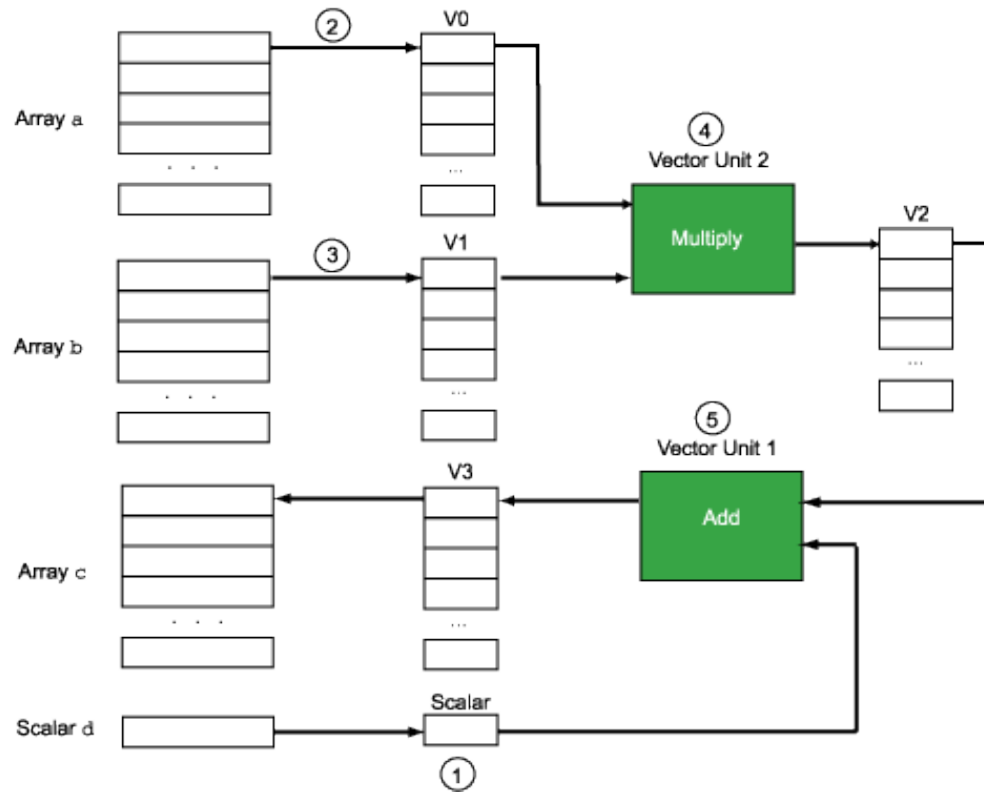 ② V0
Array a
. . .
...
④
Vector Unit 2
Multiply
V2
③ V1
Array b
. . .
...
...
⑤
Vector Unit 1
Add
V3
Array c
. . .
...
Scalar
Scalar d
①